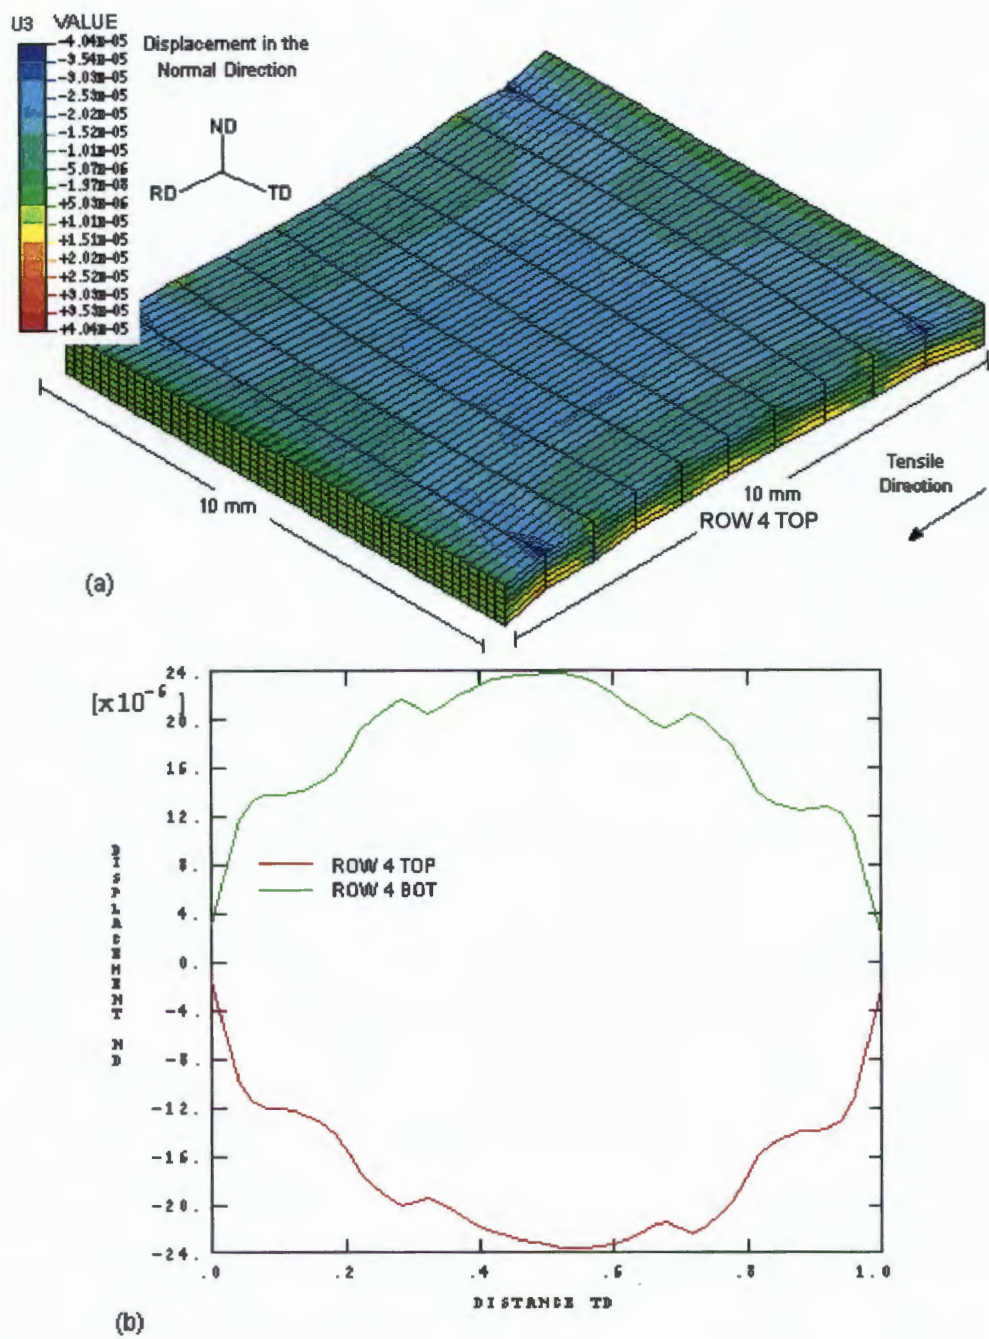 U3 VALUE
-4.04E-05
-3.54E-05
-3.03E-05
-2.53E-05
-2.02E-05
-1.52E-05
-1.01E-05
-5.07E-06
-1.97E-08
+5.03E-06
+1.01E-05
+1.51E-05
+2.02E-05
+2.52E-05
+3.03E-05
+3.53E-05
+4.04E-05
Displacement in the
Normal Direction
ND
RD
TD
10 mm
10 mm
ROW 4 TOP
Tensile
Direction
(a)
[x10⁻⁶ ]
24.
20.
16.
12.
8.
4.
0.
-4.
-8.
-12.
-16.
-20.
-24.
DISPLACEMENT ND
ROW 4 TOP
ROW 4 BOT
.0 .2 .4 .6 .8 1.0
DISTANCE TD
(b)